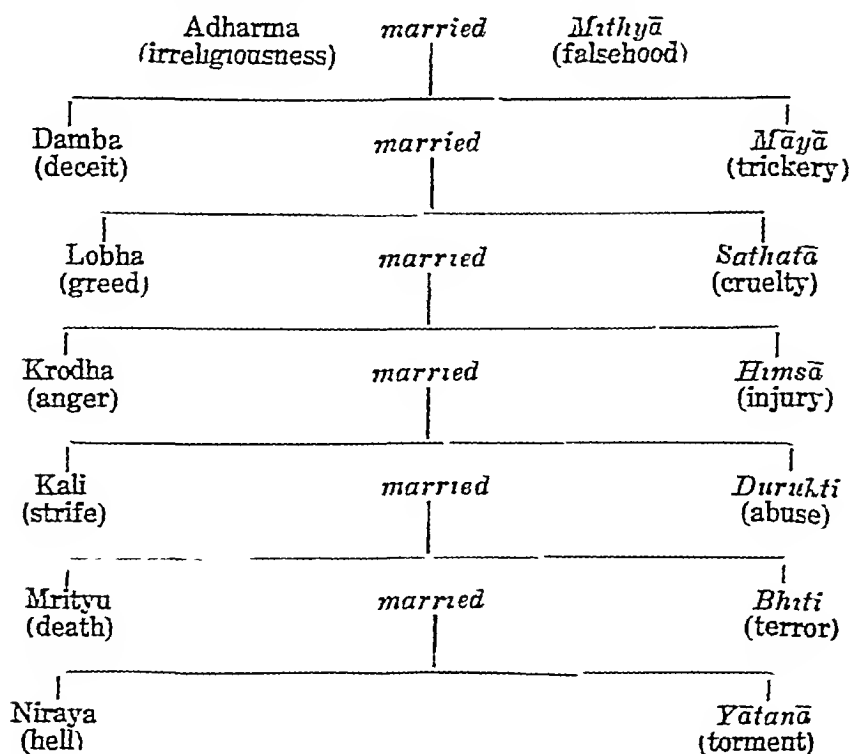 Adharma married Mithyā
(irreligiousness) (falsehood)
Damba married Māyā
(deceit) (trickery)
Lobha married Sathatā
(greed) (cruelty)
Krodha married Himsā
(anger) (injury)
Kali married Durukti
(strife) (abuse)
Mrityu married Bhiti
(death) (terror)
Niraya Yātanā
(hell) (torment)